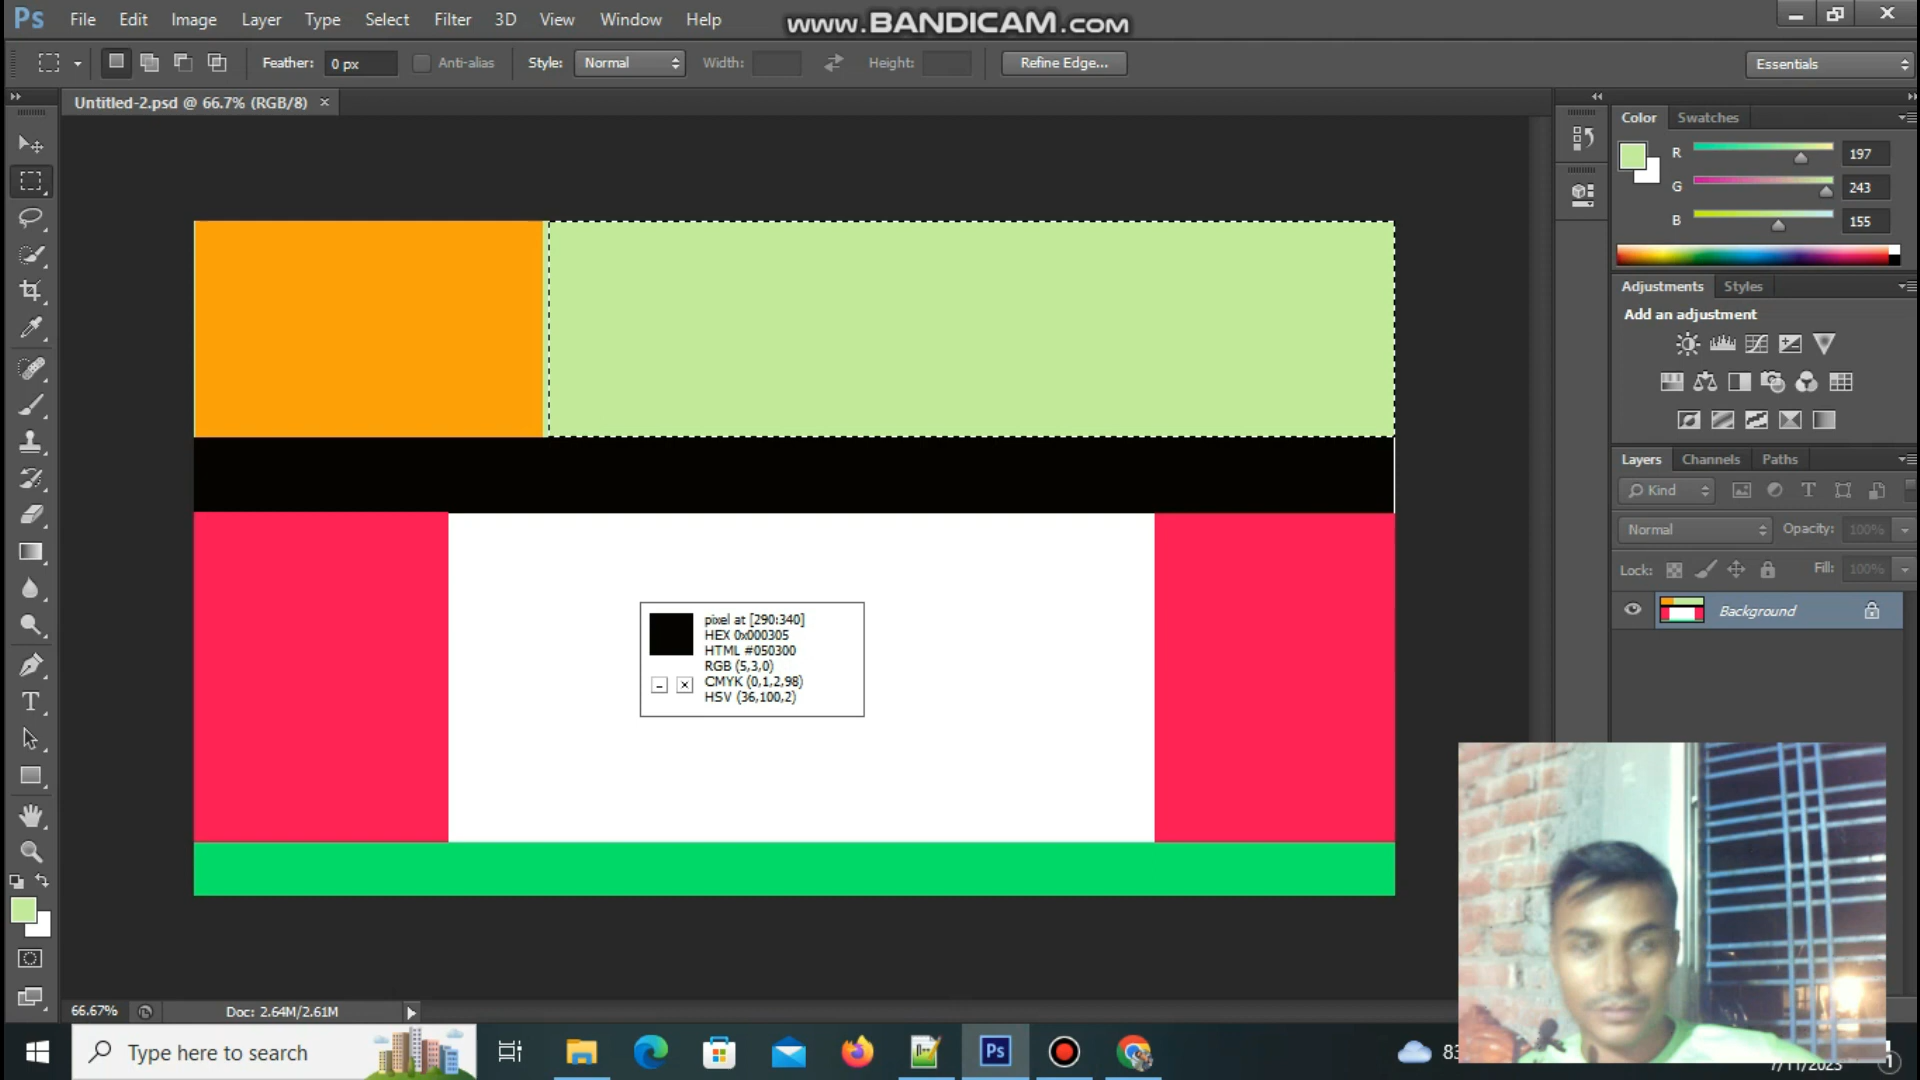 Ps File Edit Image Layer Type Select Filter 3D View Window Help
www.BANDICAM.com
Feather: 0 px Anti-alias Style: Normal Width: Height: Refine Edge... Essentials
Untitled-2.psd @ 66.7% (RGB/8) ×
Color Swatches
R 197
G 243
B 155
Adjustments Styles
Add an adjustment
Layers Channels Paths
Kind
Normal Opacity: 100%
Lock: Fill: 100%
Background
pixel at [290:340]
HEX 0x000305
HTML #050300
RGB (5,3,0)
CMYK (0,1,2,98)
HSV (36,100,2)
66.67% Doc: 2.64M/2.61M
Type here to search
Ps
7/11/2023
1